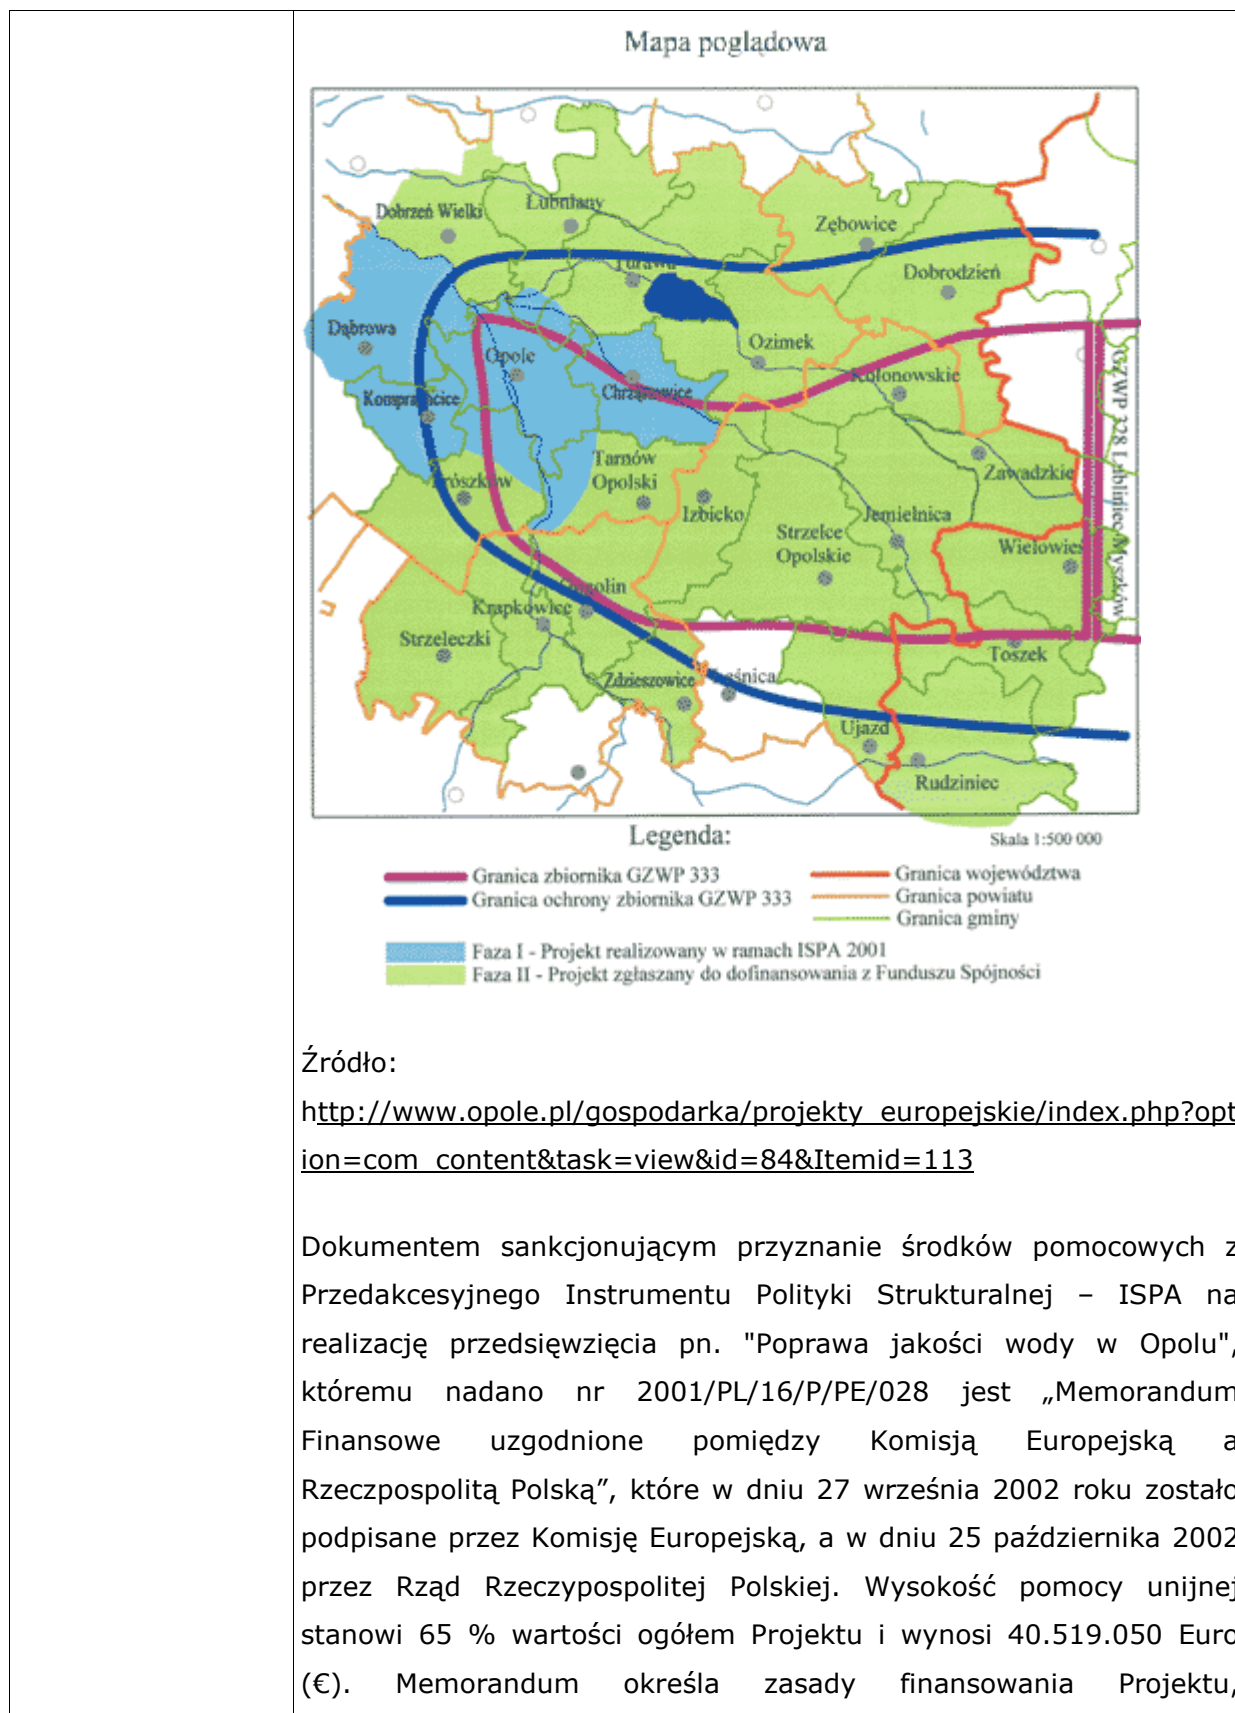 Mapa poglądowa
Dobrzeń Wielki
Łubniany
Zębowice
Turawa
Dobrodzień
Dąbrowa
Opole
Ozimek
Chrząstowice
Kolonowskie
Komprachcice
GZWP 328 Lubliniec Myszków
Tarnów
Opolski
Zawadzkie
Prószków
Izbicko
Jemielnica
Strzelce
Opolskie
Wielowieś
Gogolin
Krapkowice
Strzeleczki
Toszek
Zdzieszowice
Leśnica
Ujazd
Rudziniec
Legenda:
Skala 1:500 000
Granica zbiornika GZWP 333
Granica województwa
Granica ochrony zbiornika GZWP 333
Granica powiatu
Granica gminy
Faza I - Projekt realizowany w ramach ISPA 2001
Faza II - Projekt zgłaszany do dofinansowania z Funduszu Spójności
Źródło:
http://www.opole.pl/gospodarka/projekty_europejskie/index.php?opt
ion=com_content&task=view&id=84&Itemid=113
Dokumentem sankcjonującym przyznanie środków pomocowych z
Przedakcesyjnego Instrumentu Polityki Strukturalnej – ISPA na
realizację przedsięwzięcia pn. "Poprawa jakości wody w Opolu",
któremu nadano nr 2001/PL/16/P/PE/028 jest „Memorandum
Finansowe uzgodnione pomiędzy Komisją Europejską a
Rzeczpospolitą Polską”, które w dniu 27 września 2002 roku zostało
podpisane przez Komisję Europejską, a w dniu 25 października 2002
przez Rząd Rzeczypospolitej Polskiej. Wysokość pomocy unijnej
stanowi 65 % wartości ogółem Projektu i wynosi 40.519.050 Euro
(€). Memorandum określa zasady finansowania Projektu,